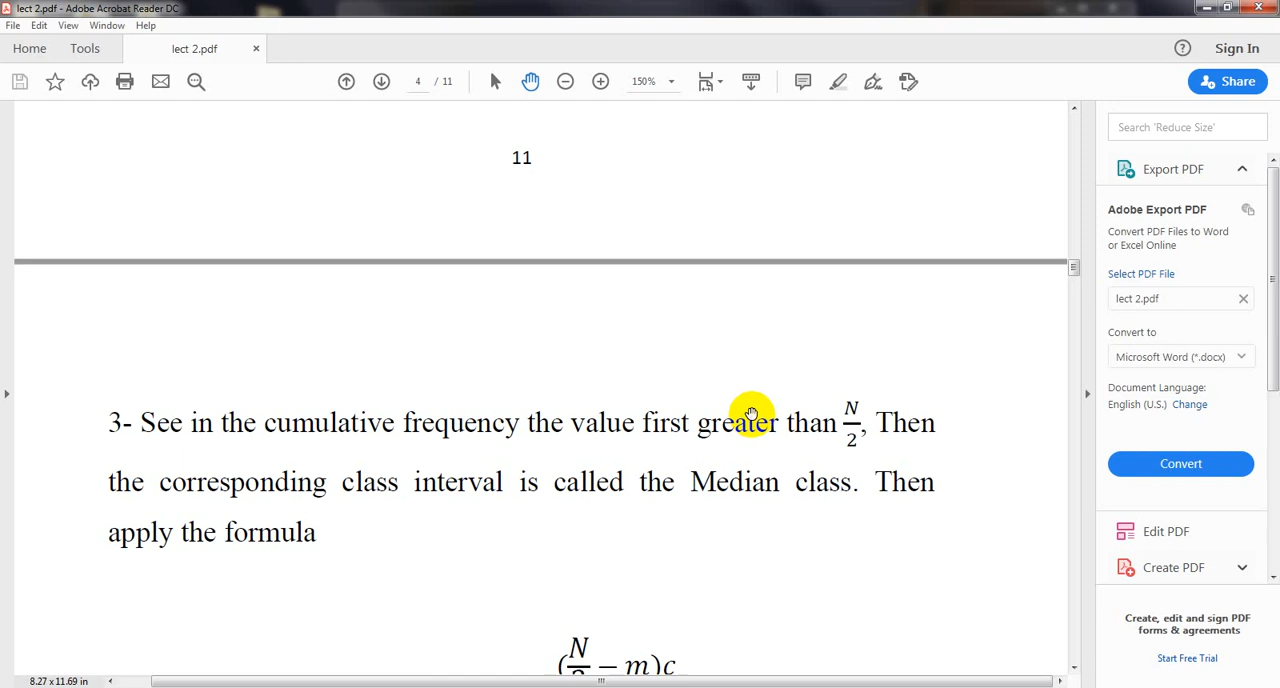 lect 2.pdf - Adobe Acrobat Reader DC
File Edit View Window Help
Home Tools lect 2.pdf × Sign In
4 / 11 150% Share
11
3- See in the cumulative frequency the value first greater than N/2, Then
the corresponding class interval is called the Median class. Then
apply the formula
(N/2 − m)c
8.27 x 11.69 in
Search 'Reduce Size'
Export PDF
Adobe Export PDF
Convert PDF Files to Word
or Excel Online
Select PDF File
lect 2.pdf
Convert to
Microsoft Word (*.docx)
Document Language:
English (U.S.) Change
Convert
Edit PDF
Create PDF
Create, edit and sign PDF
forms & agreements
Start Free Trial